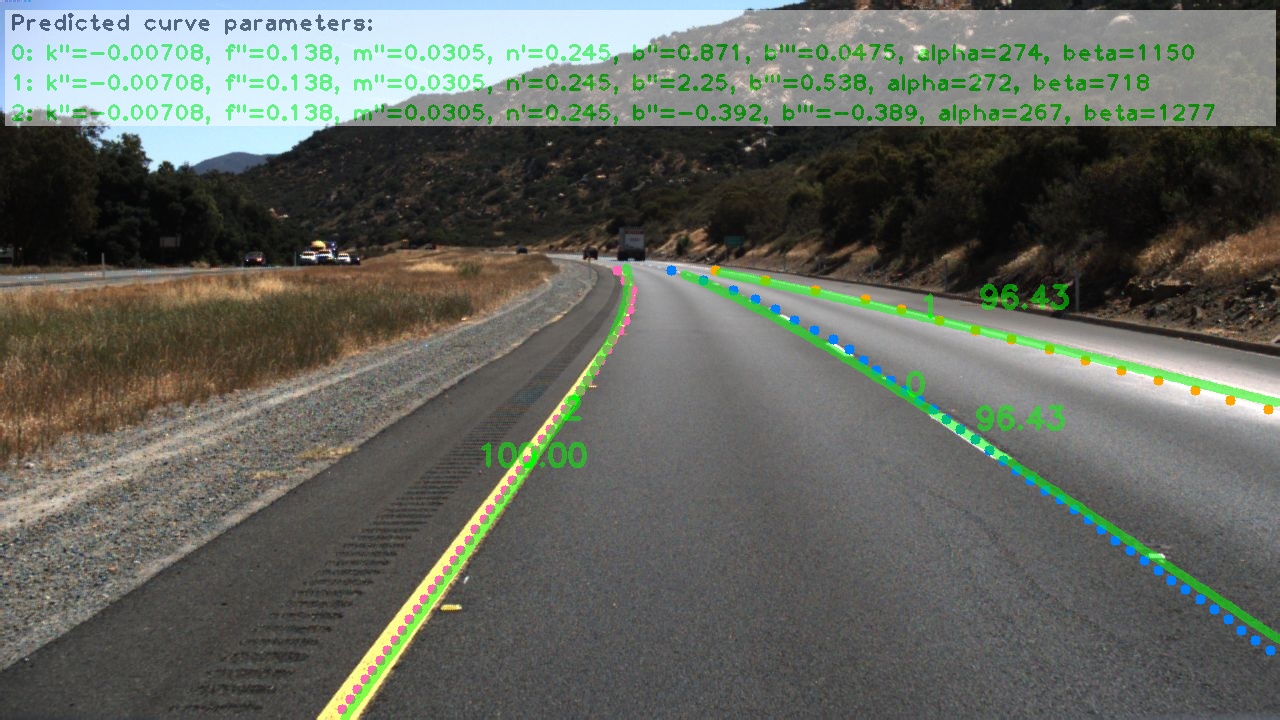 Predicted curve parameters:
0: k''=-0.00708, f''=0.138, m''=0.0305, n'=0.245, b''=0.871, b'''=0.0475, alpha=274, beta=1150
1: k''=-0.00708, f''=0.138, m''=0.0305, n'=0.245, b''=2.25, b'''=0.538, alpha=272, beta=718
2: k''=-0.00708, f''=0.138, m''=0.0305, n'=0.245, b''=-0.392, b'''=-0.389, alpha=267, beta=1277
1 96.43
0
96.43
2
100.00